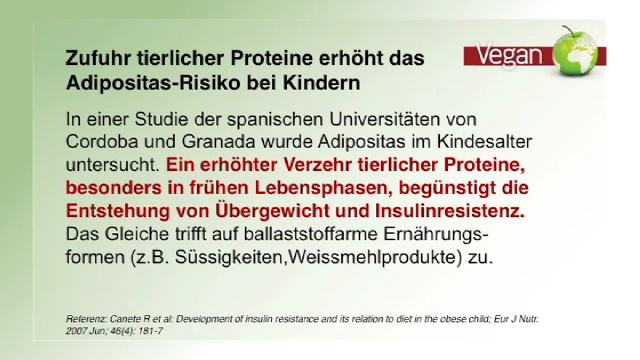 Zufuhr tierlicher Proteine erhöht das
Adipositas-Risiko bei Kindern
Vegan
In einer Studie der spanischen Universitäten von
Cordoba und Granada wurde Adipositas im Kindesalter
untersucht. Ein erhöhter Verzehr tierlicher Proteine,
besonders in frühen Lebensphasen, begünstigt die
Entstehung von Übergewicht und Insulinresistenz.
Das Gleiche trifft auf ballaststoffarme Ernährungs-
formen (z.B. Süssigkeiten,Weissmehlprodukte) zu.
Referenz: Canete R et al: Development of insulin resistance and its relation to diet in the obese child; Eur J Nutr.
2007 Jun; 46(4): 181-7